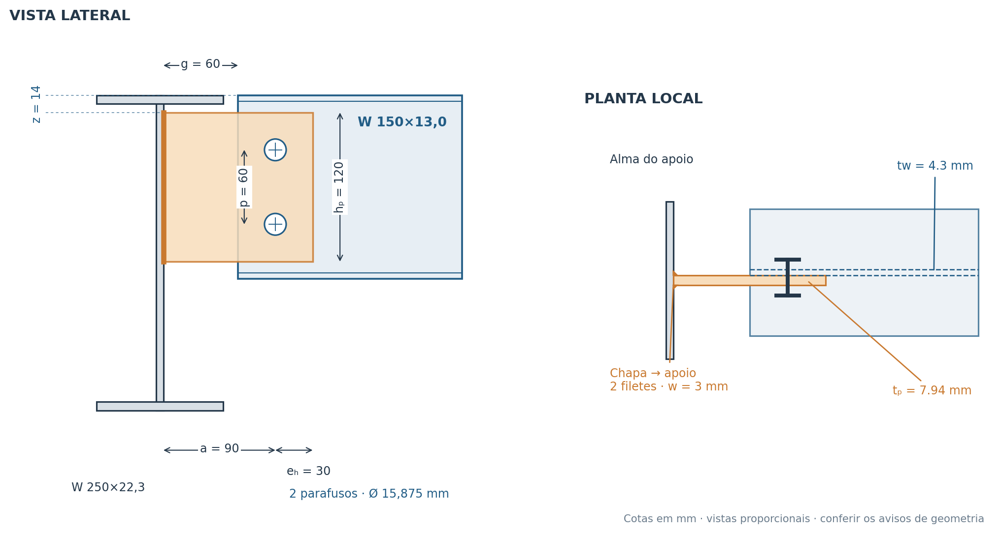 VISTA LATERAL
g = 60
z = 14
W 150×13,0
p = 60
hₚ = 120
a = 90
eₕ = 30
W 250×22,3
2 parafusos · Ø 15,875 mm
PLANTA LOCAL
Alma do apoio
tw = 4.3 mm
Chapa → apoio
2 filetes · w = 3 mm
tₚ = 7.94 mm
Cotas em mm · vistas proporcionais · conferir os avisos de geometria